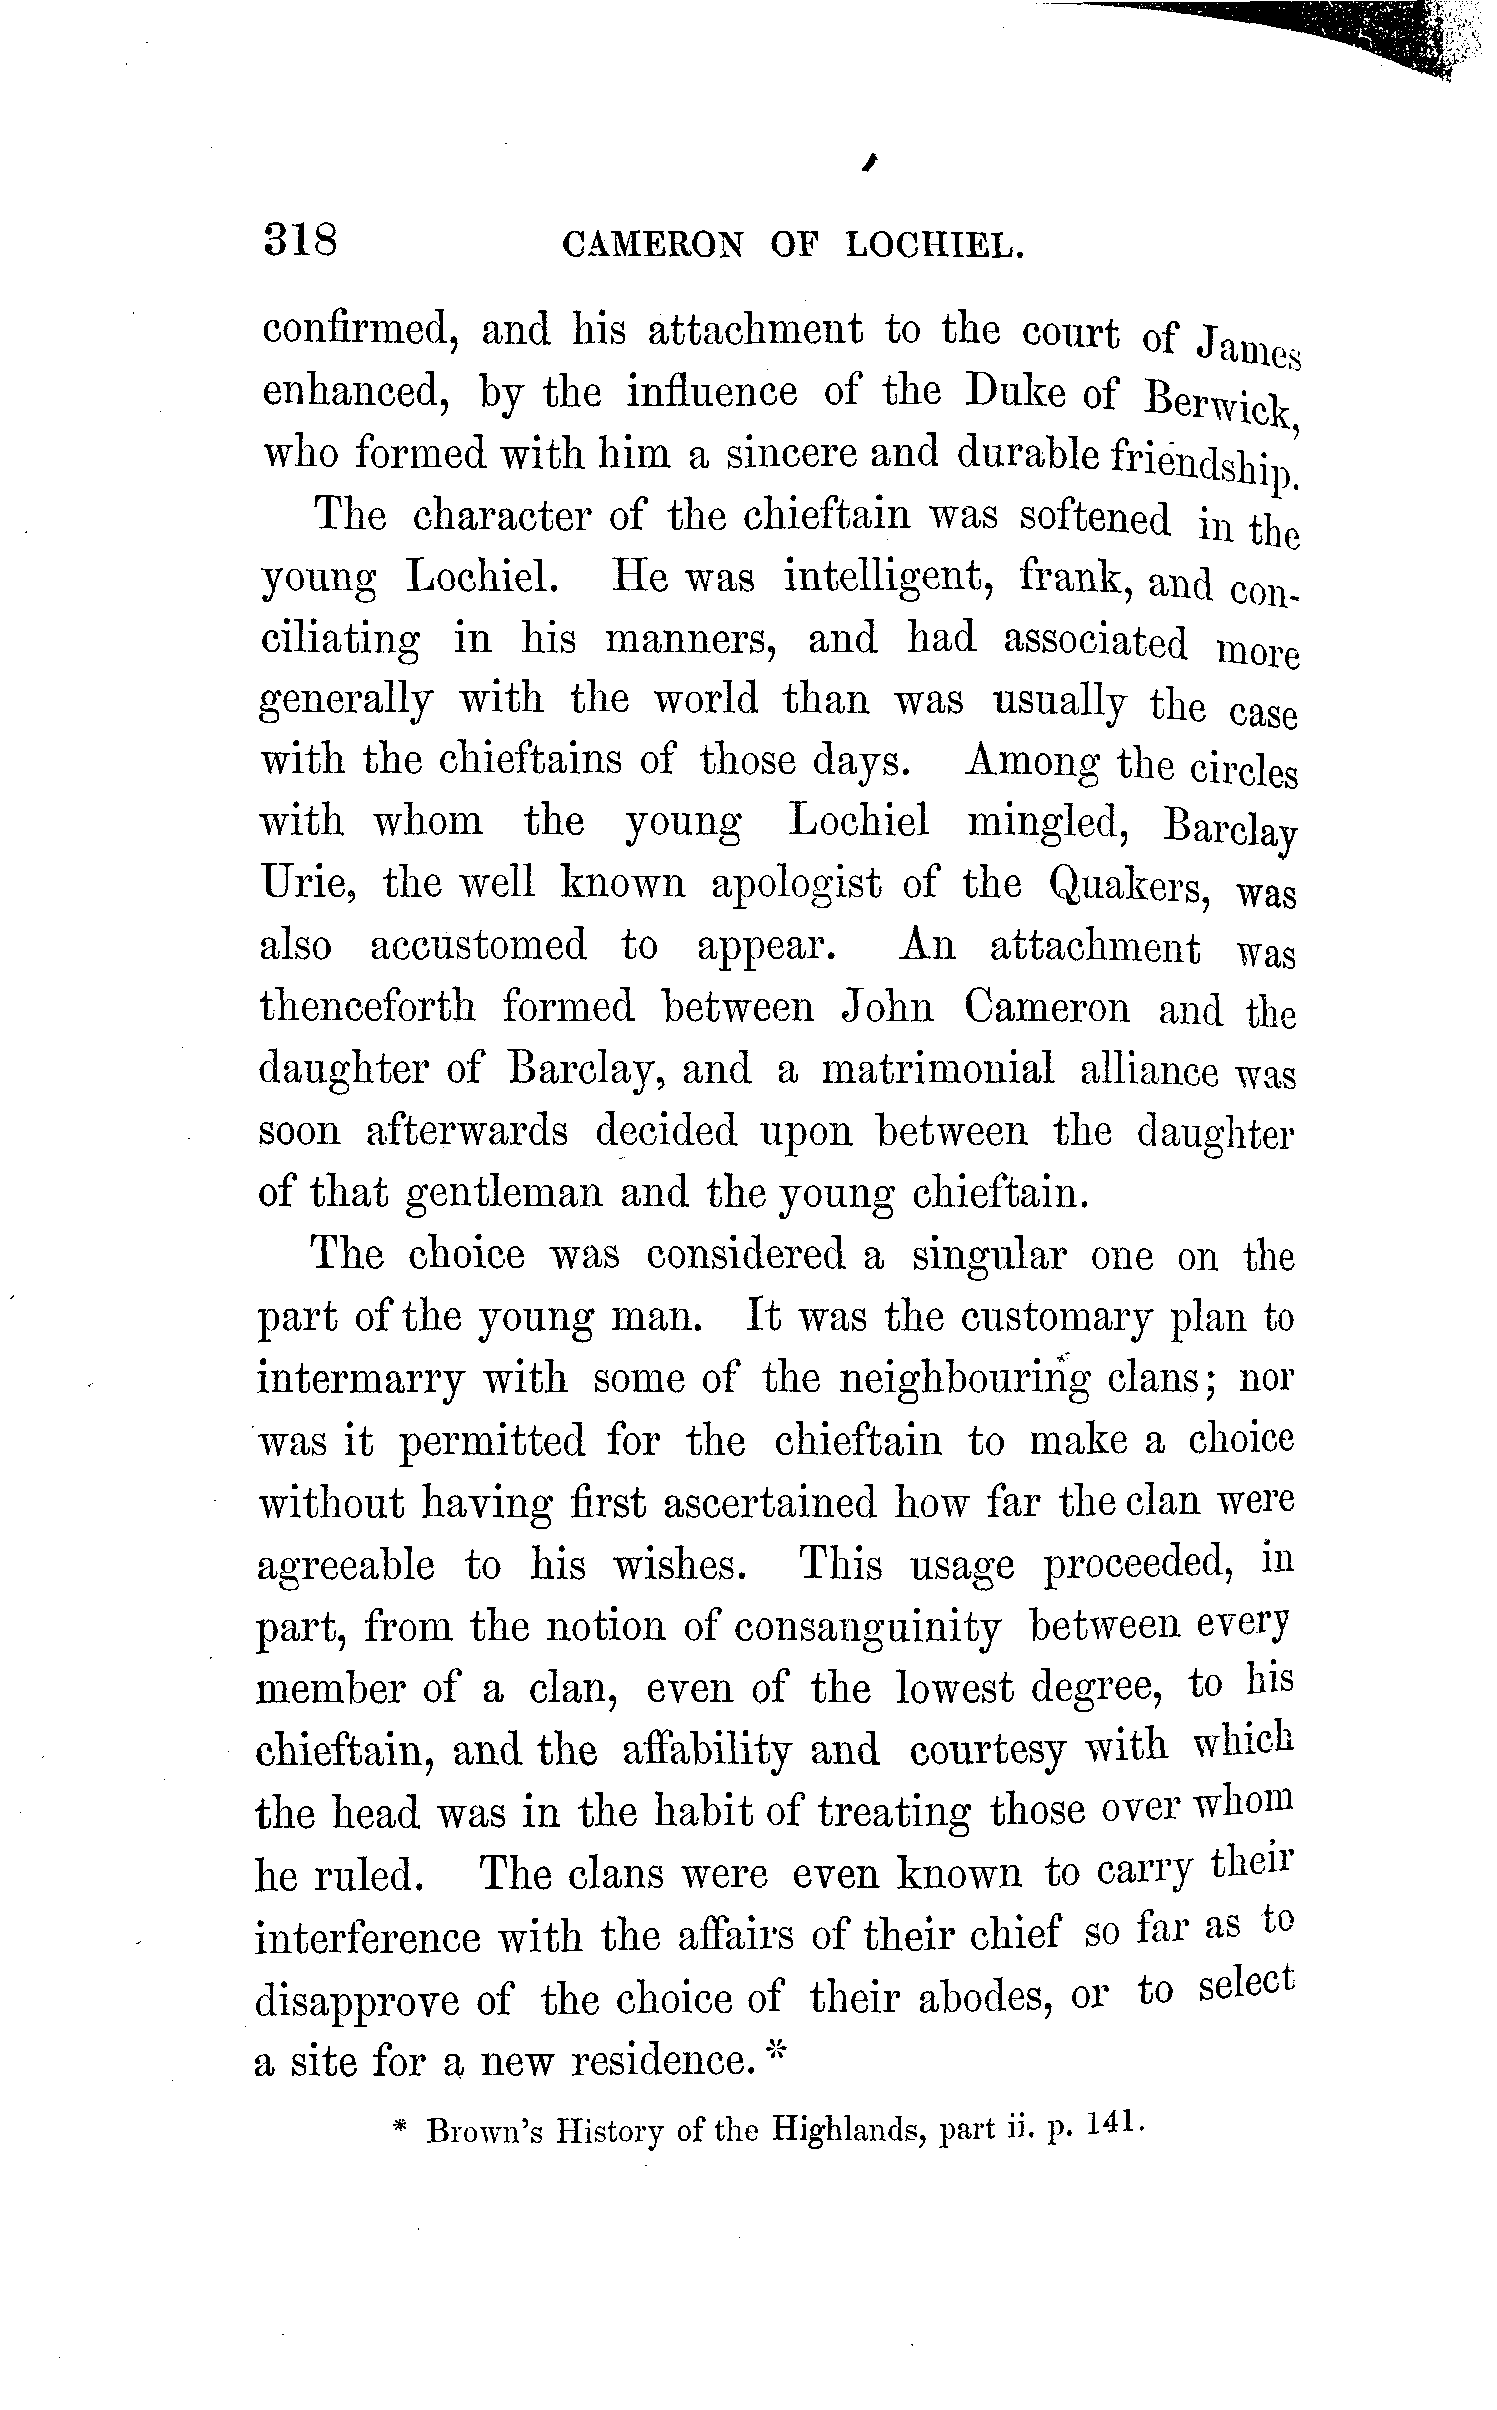 318 CAMERON OF LOCHIEL.
confirmed, and his attachment to the court of James
enhanced, by the influence of the Duke of Berwick,
who formed with him a sincere and durable friendship.
The character of the chieftain was softened in the
young Lochiel. He was intelligent, frank, and con-
ciliating in his manners, and had associated more
generally with the world than was usually the case
with the chieftains of those days. Among the circles
with whom the young Lochiel mingled, Barclay
Urie, the well known apologist of the Quakers, was
also accustomed to appear. An attachment was
thenceforth formed between John Cameron and the
daughter of Barclay, and a matrimonial alliance was
soon afterwards decided upon between the daughter
of that gentleman and the young chieftain.
The choice was considered a singular one on the
part of the young man. It was the customary plan to
intermarry with some of the neighbouring clans; nor
was it permitted for the chieftain to make a choice
without having first ascertained how far the clan were
agreeable to his wishes. This usage proceeded, in
part, from the notion of consanguinity between every
member of a clan, even of the lowest degree, to his
chieftain, and the affability and courtesy with which
the head was in the habit of treating those over whom
he ruled. The clans were even known to carry their
interference with the affairs of their chief so far as to
disapprove of the choice of their abodes, or to select
a site for a new residence.*
* Brown's History of the Highlands, part ii. p. 141.